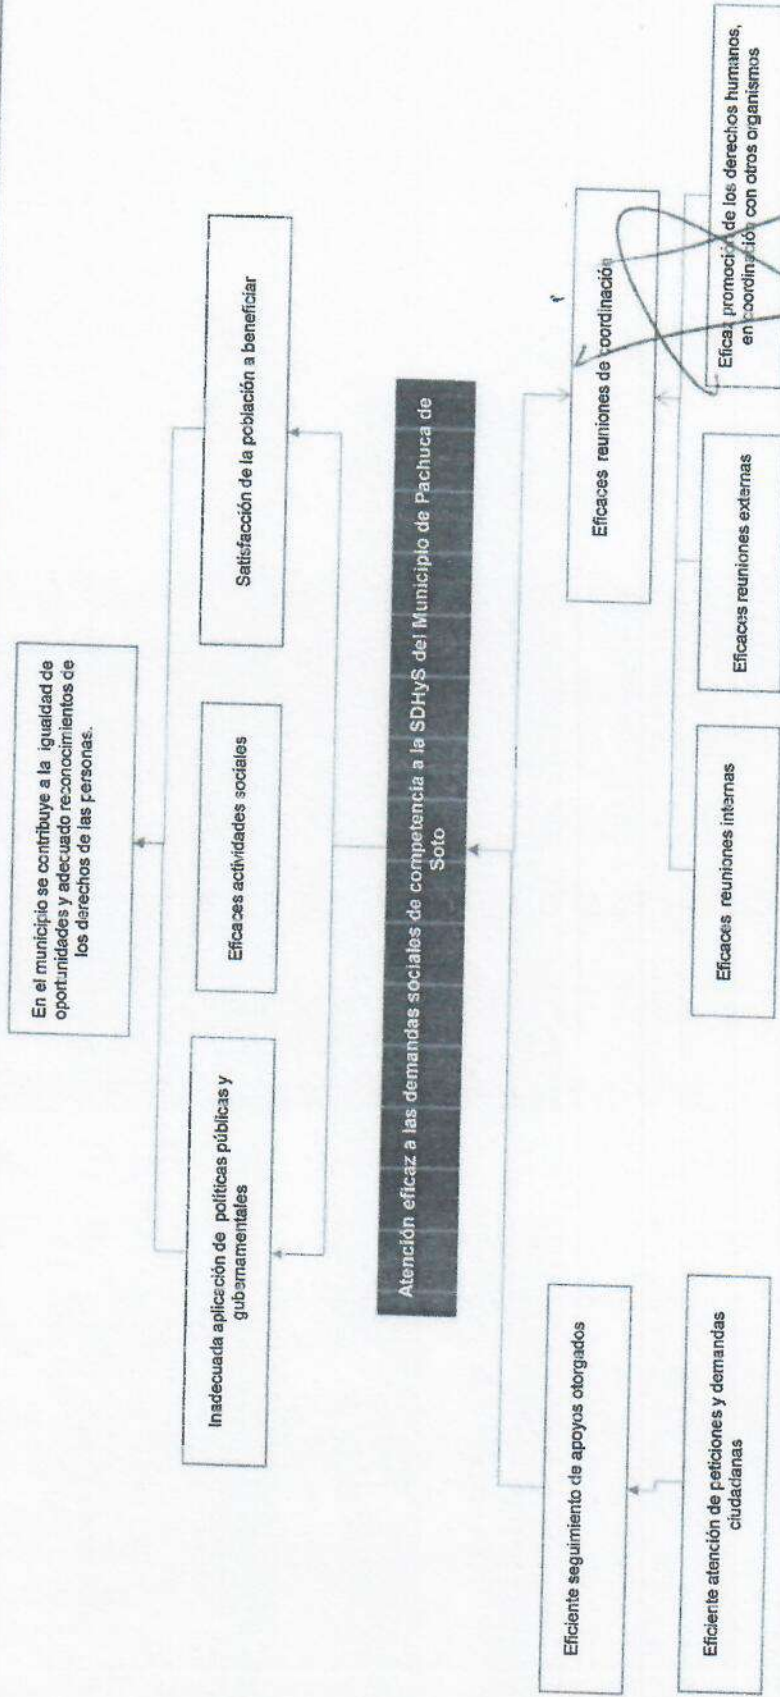 En el municipio se contribuye a la igualdad de
oportunidades y adecuado reconocimientos de
los derechos de las personas.
Inadecuada aplicación de políticas públicas y
gubernamentales
Eficaces actividades sociales
Satisfacción de la población a beneficiar
Atención eficaz a las demandas sociales de competencia a la SDHyS del Municipio de Pachuca de
Soto
Eficiente seguimiento de apoyos otorgados
Eficaces reuniones de coordinación
Eficiente atención de peticiones y demandas
ciudadanas
Eficaces reuniones internas
Eficaces reuniones externas
Eficaz promoción de los derechos humanos,
en coordinación con otros organismos